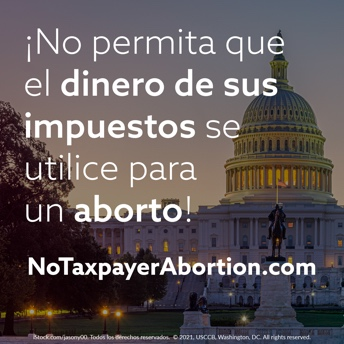 ¡No permita que
el dinero de sus
impuestos se
utilice para
un aborto!
NoTaxpayerAbortion.com
iStock.com/jasony00. Todos los derechos reservados. © 2021, USCCB, Washington, DC. All rights reserved.